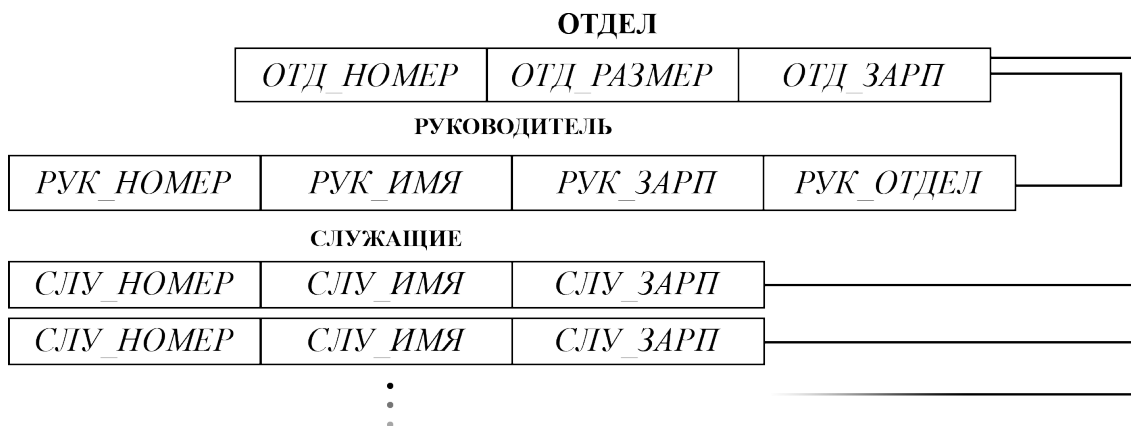 ОТДЕЛ
ОТД_НОМЕР ОТД_РАЗМЕР ОТД_ЗАРП
РУКОВОДИТЕЛЬ
РУК_НОМЕР РУК_ИМЯ РУК_ЗАРП РУК_ОТДЕЛ
СЛУЖАЩИЕ
СЛУ_НОМЕР СЛУ_ИМЯ СЛУ_ЗАРП
СЛУ_НОМЕР СЛУ_ИМЯ СЛУ_ЗАРП